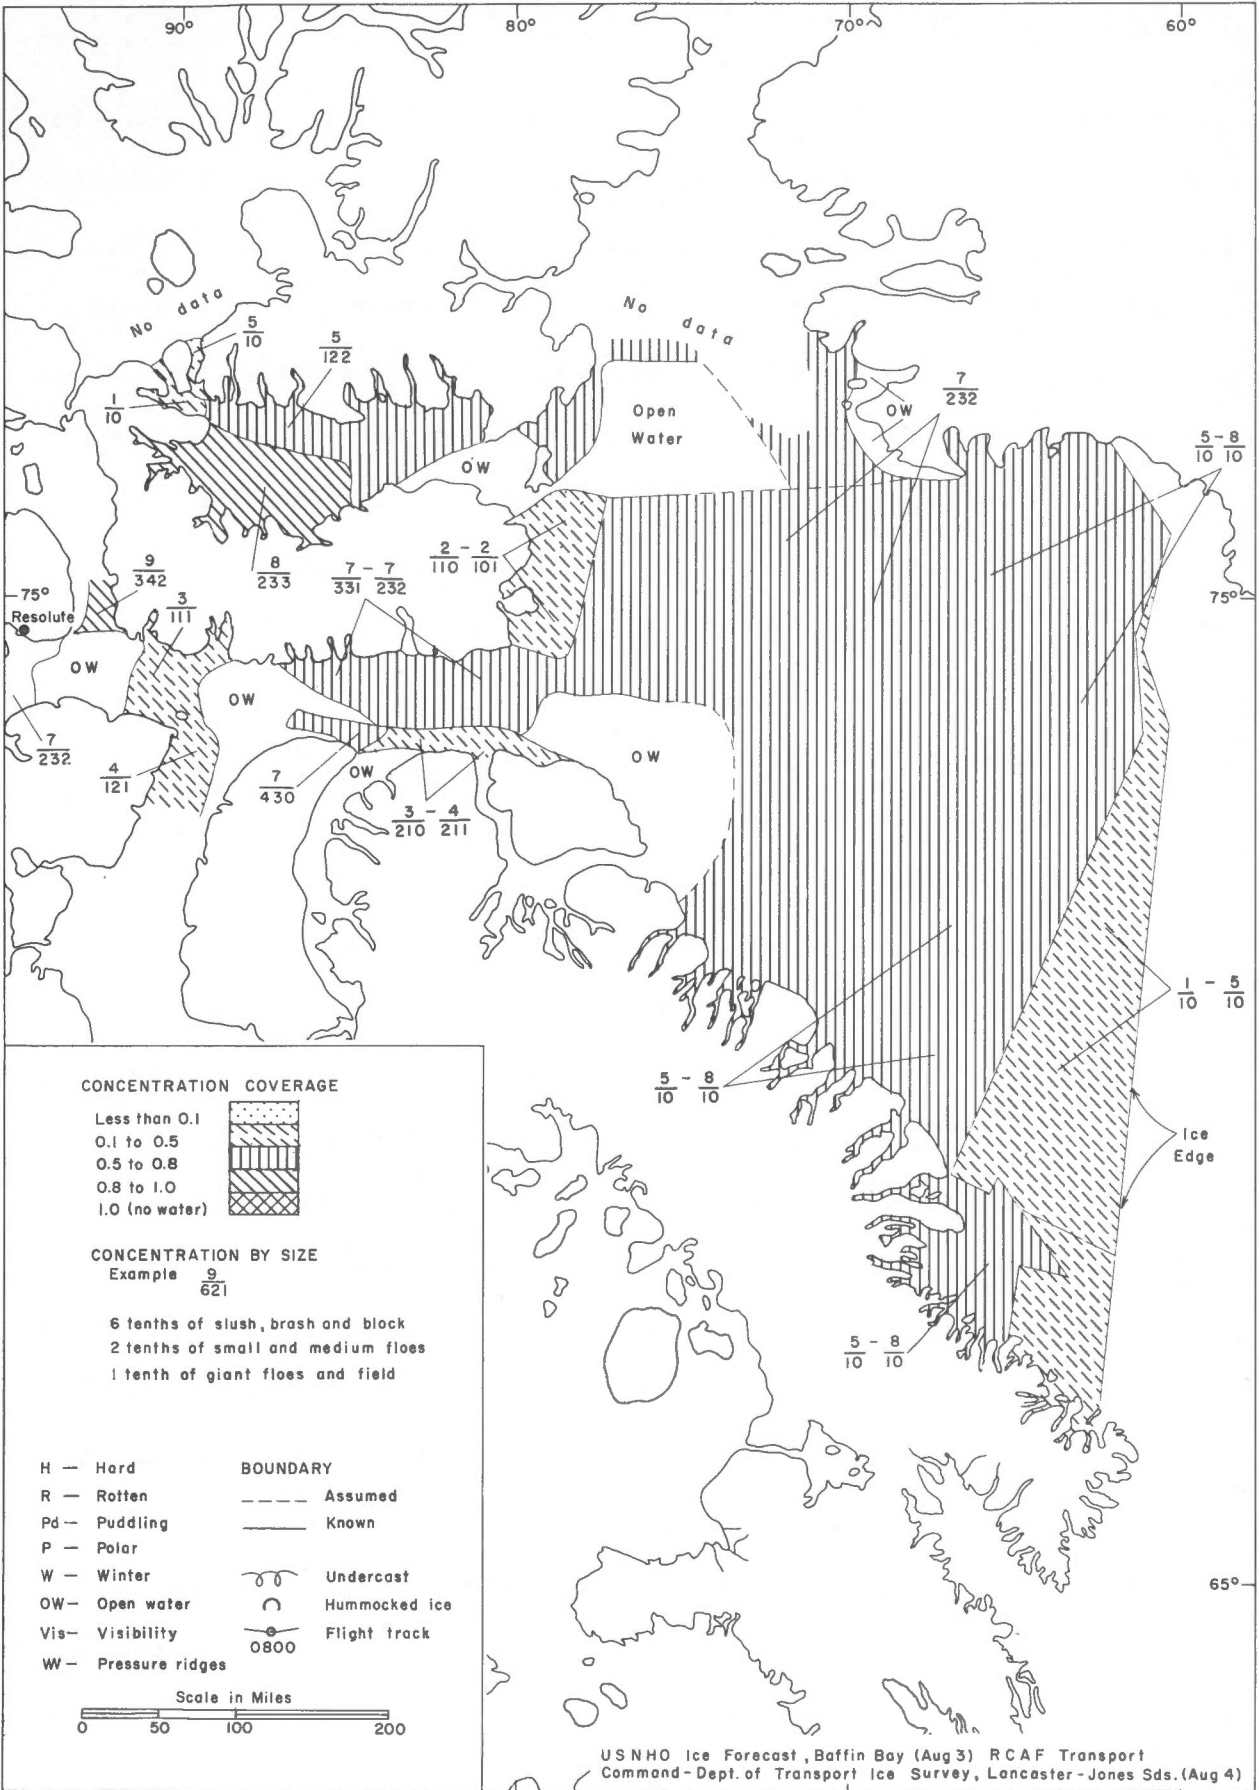 90°
80°
70°
60°
No data
No data
5
10
5
122
1
10
Open
Water
OW
7
232
5 - 8
10 10
OW
2 - 2
110 101
9
342
8
233
7 - 7
331 232
3
111
75°
75°
Resolute
OW
OW
OW
7
232
4
121
7
430
OW
3 - 4
210 211
1 - 5
10 10
5 - 8
10 10
Ice
Edge
5 - 8
10 10
65°
CONCENTRATION COVERAGE
Less than 0.1
0.1 to 0.5
0.5 to 0.8
0.8 to 1.0
1.0 (no water)
CONCENTRATION BY SIZE
Example 9
621
6 tenths of slush, brash and block
2 tenths of small and medium floes
1 tenth of giant floes and field
H — Hard BOUNDARY
R — Rotten Assumed
Pd — Puddling Known
P — Polar
W — Winter Undercast
OW — Open water Hummocked ice
Vis — Visibility Flight track
0800
W — Pressure ridges
Scale in Miles
0 50 100 200
USNHO Ice Forecast, Baffin Bay (Aug 3) RCAF Transport
Command - Dept. of Transport Ice Survey, Lancaster - Jones Sds. (Aug 4)